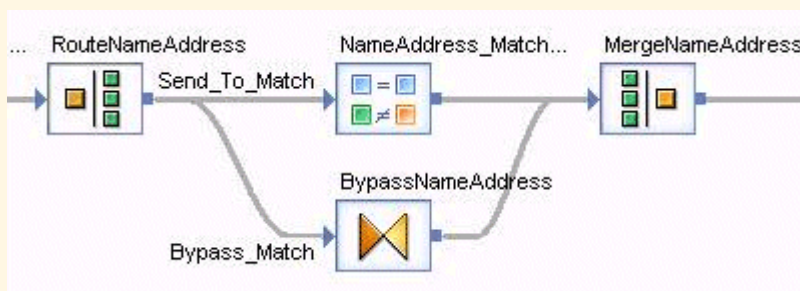 ... RouteNameAddress
NameAddress_Match...
MergeNameAddress
Send_To_Match
BypassNameAddress
Bypass_Match